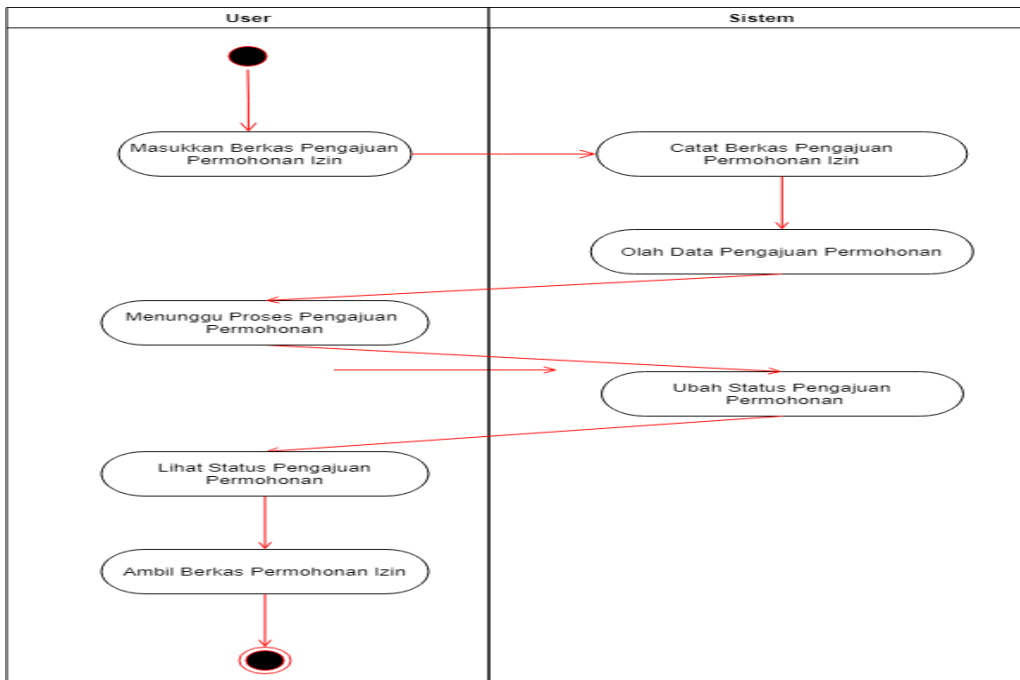 User
Sistem
Masukkan Berkas Pengajuan
Permohonan Izin
Catat Berkas Pengajuan
Permohonan Izin
Olah Data Pengajuan Permohonan
Menunggu Proses Pengajuan
Permohonan
Ubah Status Pengajuan
Permohonan
Lihat Status Pengajuan
Permohonan
Ambil Berkas Permohonan Izin